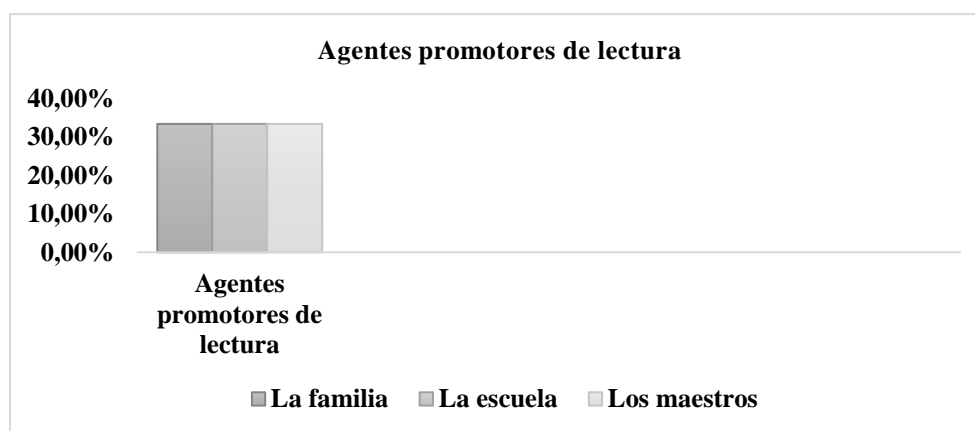 Agentes promotores de lectura
40,00%
30,00%
20,00%
10,00%
0,00%
Agentes
promotores de
lectura
La familia La escuela Los maestros